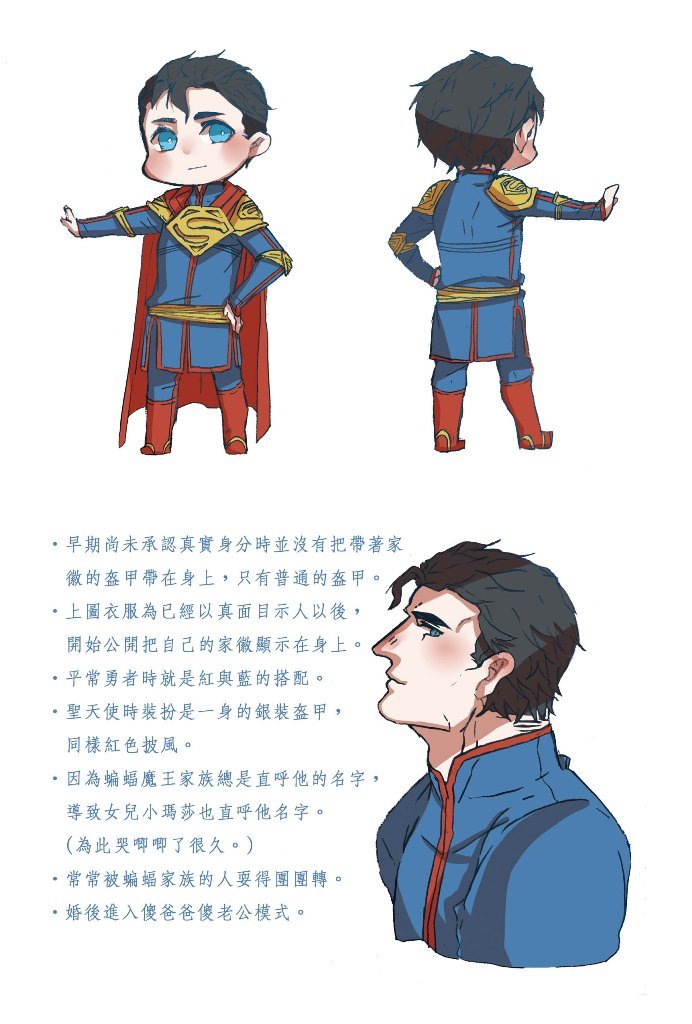 ・早期尚未承認真實身分時並沒有把帶著家
徽的盔甲帶在身上，只有普通的盔甲。
・上圖衣服為已經以真面目示人以後，
開始公開把自己的家徽顯示在身上。
・平常勇者時就是紅與藍的搭配。
・聖天使時裝扮是一身的銀裝盔甲，
同樣紅色披風。
・因為蝙蝠魔王家族總是直呼他的名字，
導致女兒小瑪莎也直呼他名字。
(為此哭唧唧了很久。)
・常常被蝙蝠家族的人耍得團團轉。
・婚後進入傻爸爸傻老公模式。